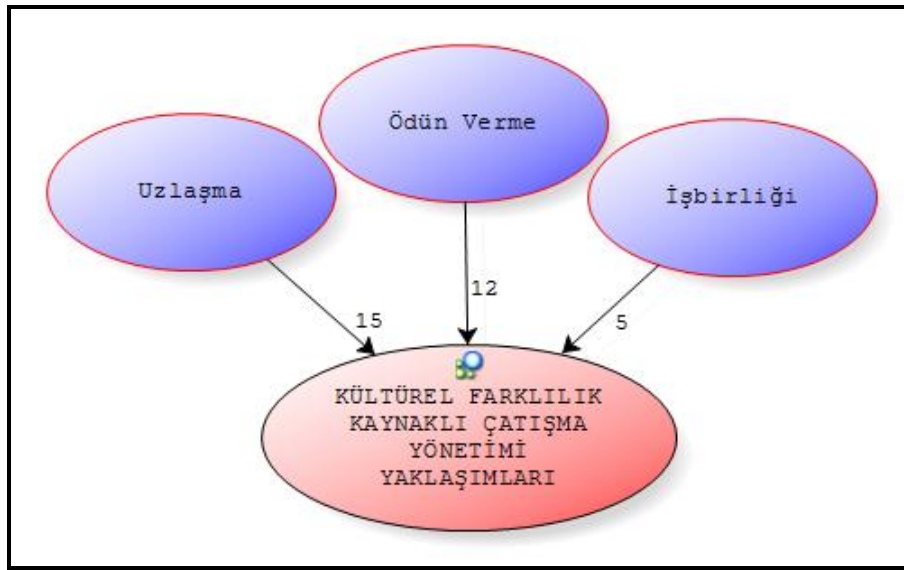 Ödün Verme
Uzlaşma
İşbirliği
12
15
5
KÜLTÜREL FARKLILIK
KAYNAKLI ÇATIŞMA
YÖNETİMİ
YAKLAŞIMLARI